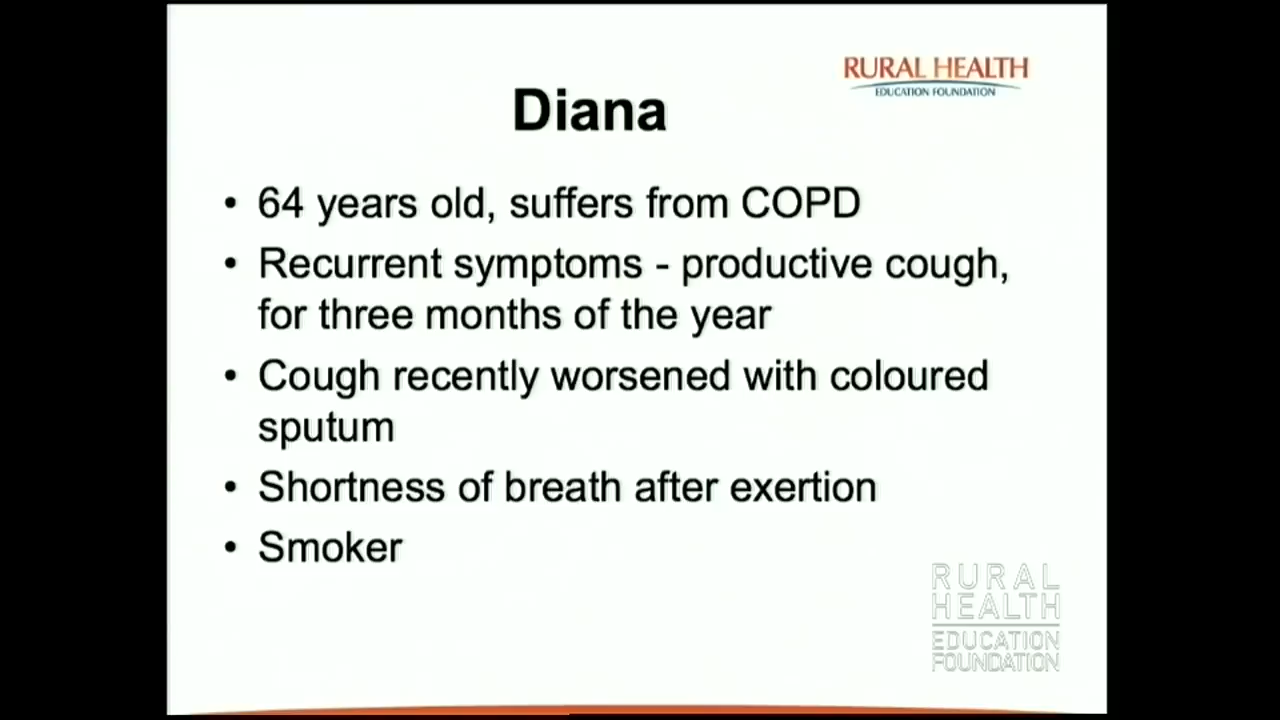 RURAL HEALTH
EDUCATION FOUNDATION
Diana
• 64 years old, suffers from COPD
• Recurrent symptoms - productive cough,
for three months of the year
• Cough recently worsened with coloured
sputum
• Shortness of breath after exertion
• Smoker
RURAL
HEALTH
EDUCATION
FOUNDATION